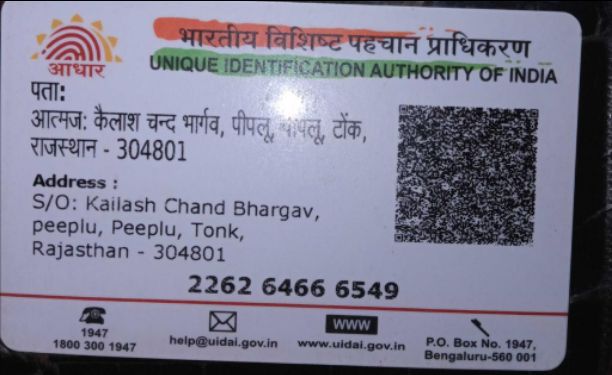 भारतीय विशिष्ट पहचान प्राधिकरण
आधार
UNIQUE IDENTIFICATION AUTHORITY OF INDIA
पता:
आत्मज: कैलाश चन्द भार्गव, पीपलू, पीपलू, टोंक,
राजस्थान - 304801
Address :
S/O: Kailash Chand Bhargav,
peeplu, Peeplu, Tonk,
Rajasthan - 304801
2262 6466 6549
1947
1800 300 1947
help@uidai.gov.in
WWW
www.uidai.gov.in
P.O. Box No. 1947,
Bengaluru-560 001